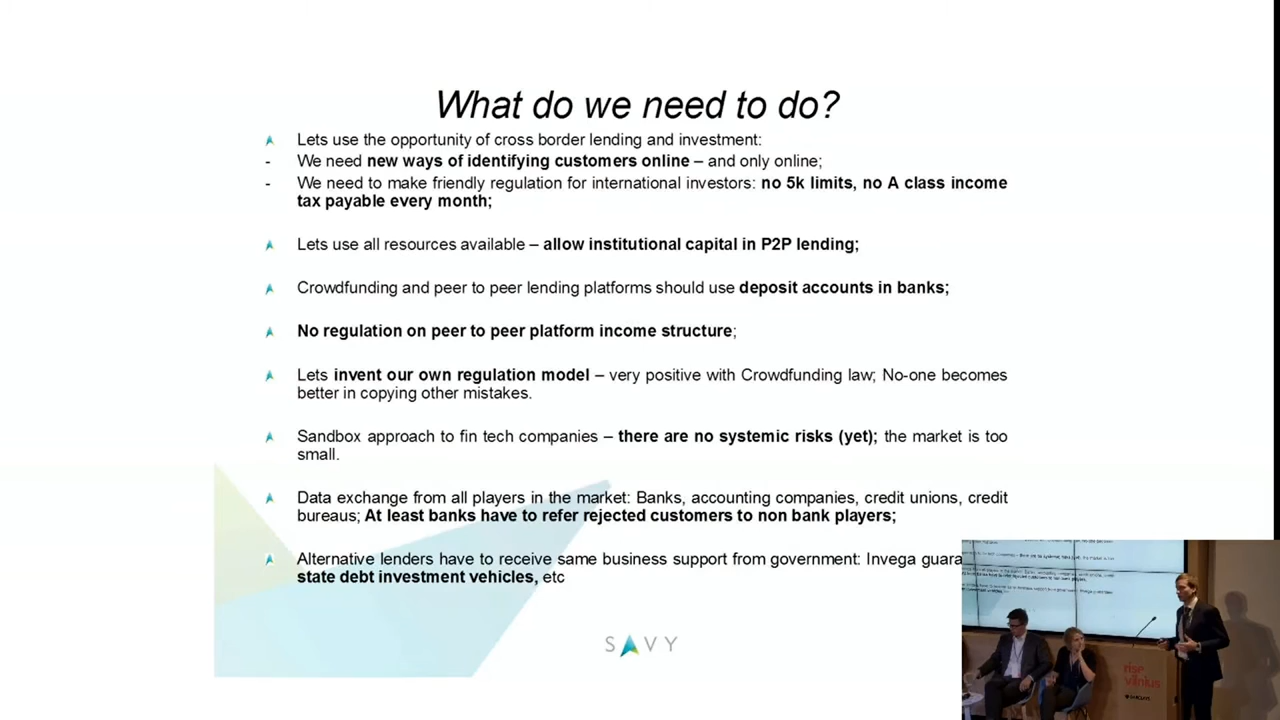 What do we need to do?
Lets use the opportunity of cross border lending and investment:
- We need new ways of identifying customers online – and only online;
- We need to make friendly regulation for international investors: no 5k limits, no A class income
tax payable every month;
Lets use all resources available – allow institutional capital in P2P lending;
Crowdfunding and peer to peer lending platforms should use deposit accounts in banks;
No regulation on peer to peer platform income structure;
Lets invent our own regulation model – very positive with Crowdfunding law; No-one becomes
better in copying other mistakes.
Sandbox approach to fin tech companies – there are no systemic risks (yet); the market is too
small.
Data exchange from all players in the market: Banks, accounting companies, credit unions, credit
bureaus; At least banks have to refer rejected customers to non bank players;
Alternative lenders have to receive same business support from government: Invega guara
state debt investment vehicles, etc
SAVY
rise
vilnius
BARCLAYS